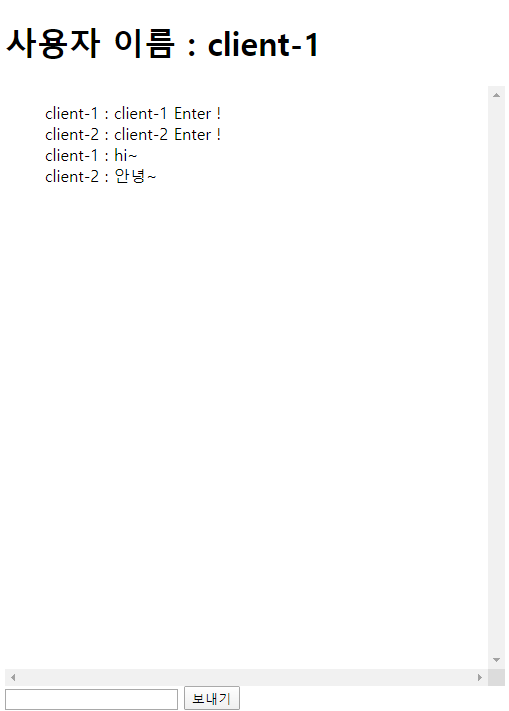 사용자 이름 : client-1
client-1 : client-1 Enter !
client-2 : client-2 Enter !
client-1 : hi~
client-2 : 안녕~
보내기